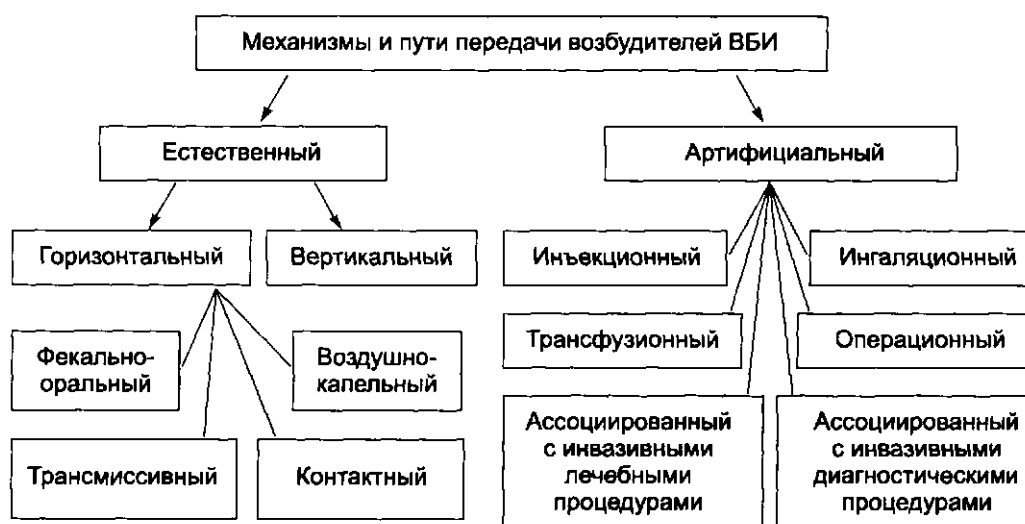 Механизмы и пути передачи возбудителей ВБИ
Естественный
Артифициальный
Горизонтальный
Вертикальный
Инъекционный
Ингаляционный
Фекально-
оральный
Воздушно-
капельный
Трансфузионный
Операционный
Трансмиссивный
Контактный
Ассоциированный
с инвазивными
лечебными
процедурами
Ассоциированный
с инвазивными
диагностическими
процедурами